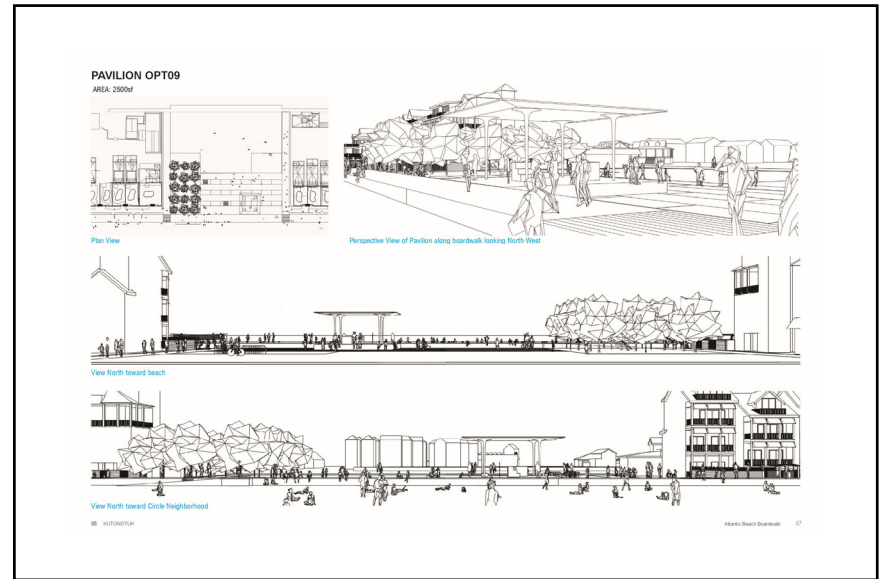 PAVILION OPT09
AREA: 2500sf
Plan View
Perspective View of Pavilion along boardwalk looking North West
View North toward beach
View North toward Circle Neighborhood
66 KUTONOTUK
Atlantic Beach Boardwalk 67